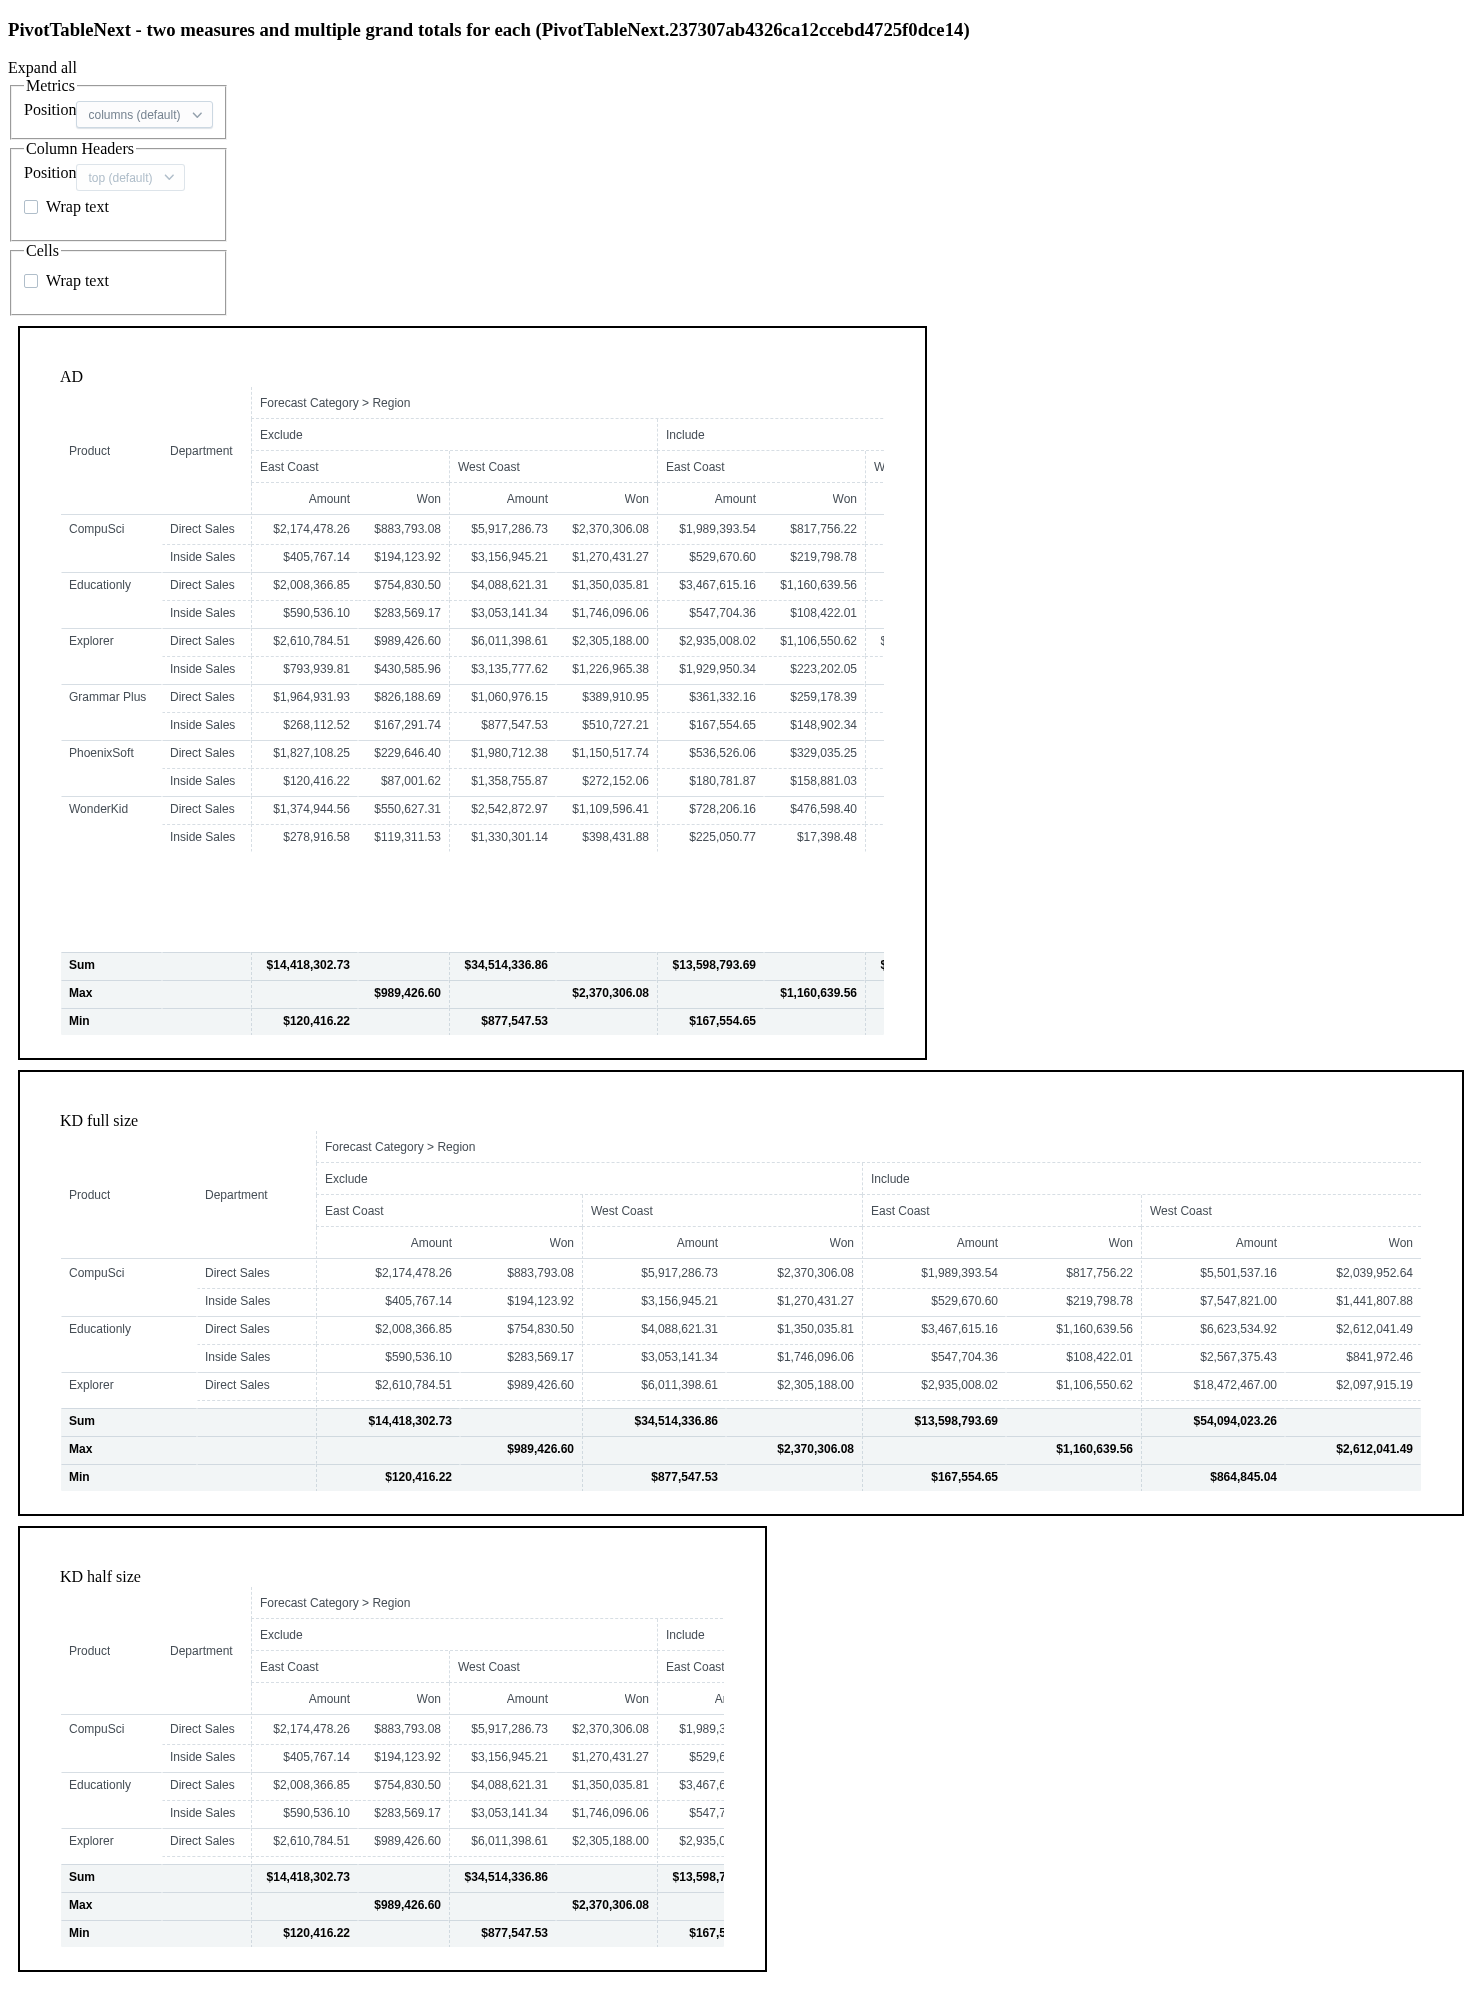 PivotTableNext - two measures and multiple grand totals for each (PivotTableNext.237307ab4326ca12ccebd4725f0dce14)
Expand all
Metrics
Position columns (default)
Column Headers
Position top (default)
Wrap text
Cells
Wrap text
AD
Forecast Category > Region
Exclude Include
Product Department
East Coast West Coast East Coast W
Amount Won Amount Won Amount Won
CompuSci Direct Sales $2,174,478.26 $883,793.08 $5,917,286.73 $2,370,306.08 $1,989,393.54 $817,756.22
Inside Sales $405,767.14 $194,123.92 $3,156,945.21 $1,270,431.27 $529,670.60 $219,798.78
Educationly Direct Sales $2,008,366.85 $754,830.50 $4,088,621.31 $1,350,035.81 $3,467,615.16 $1,160,639.56
Inside Sales $590,536.10 $283,569.17 $3,053,141.34 $1,746,096.06 $547,704.36 $108,422.01
Explorer Direct Sales $2,610,784.51 $989,426.60 $6,011,398.61 $2,305,188.00 $2,935,008.02 $1,106,550.62 $
Inside Sales $793,939.81 $430,585.96 $3,135,777.62 $1,226,965.38 $1,929,950.34 $223,202.05
Grammar Plus Direct Sales $1,964,931.93 $826,188.69 $1,060,976.15 $389,910.95 $361,332.16 $259,178.39
Inside Sales $268,112.52 $167,291.74 $877,547.53 $510,727.21 $167,554.65 $148,902.34
PhoenixSoft Direct Sales $1,827,108.25 $229,646.40 $1,980,712.38 $1,150,517.74 $536,526.06 $329,035.25
Inside Sales $120,416.22 $87,001.62 $1,358,755.87 $272,152.06 $180,781.87 $158,881.03
WonderKid Direct Sales $1,374,944.56 $550,627.31 $2,542,872.97 $1,109,596.41 $728,206.16 $476,598.40
Inside Sales $278,916.58 $119,311.53 $1,330,301.14 $398,431.88 $225,050.77 $17,398.48
Sum $14,418,302.73 $34,514,336.86 $13,598,793.69 $
Max $989,426.60 $2,370,306.08 $1,160,639.56
Min $120,416.22 $877,547.53 $167,554.65
KD full size
Forecast Category > Region
Exclude Include
Product Department
East Coast West Coast East Coast West Coast
Amount Won Amount Won Amount Won Amount Won
CompuSci Direct Sales $2,174,478.26 $883,793.08 $5,917,286.73 $2,370,306.08 $1,989,393.54 $817,756.22 $5,501,537.16 $2,039,952.64
Inside Sales $405,767.14 $194,123.92 $3,156,945.21 $1,270,431.27 $529,670.60 $219,798.78 $7,547,821.00 $1,441,807.88
Educationly Direct Sales $2,008,366.85 $754,830.50 $4,088,621.31 $1,350,035.81 $3,467,615.16 $1,160,639.56 $6,623,534.92 $2,612,041.49
Inside Sales $590,536.10 $283,569.17 $3,053,141.34 $1,746,096.06 $547,704.36 $108,422.01 $2,567,375.43 $841,972.46
Explorer Direct Sales $2,610,784.51 $989,426.60 $6,011,398.61 $2,305,188.00 $2,935,008.02 $1,106,550.62 $18,472,467.00 $2,097,915.19
Sum $14,418,302.73 $34,514,336.86 $13,598,793.69 $54,094,023.26
Max $989,426.60 $2,370,306.08 $1,160,639.56 $2,612,041.49
Min $120,416.22 $877,547.53 $167,554.65 $864,845.04
KD half size
Forecast Category > Region
Exclude Include
Product Department
East Coast West Coast East Coast
Amount Won Amount Won A
CompuSci Direct Sales $2,174,478.26 $883,793.08 $5,917,286.73 $2,370,306.08 $1,989,3
Inside Sales $405,767.14 $194,123.92 $3,156,945.21 $1,270,431.27 $529,6
Educationly Direct Sales $2,008,366.85 $754,830.50 $4,088,621.31 $1,350,035.81 $3,467,6
Inside Sales $590,536.10 $283,569.17 $3,053,141.34 $1,746,096.06 $547,7
Explorer Direct Sales $2,610,784.51 $989,426.60 $6,011,398.61 $2,305,188.00 $2,935,0
Sum $14,418,302.73 $34,514,336.86 $13,598,7
Max $989,426.60 $2,370,306.08
Min $120,416.22 $877,547.53 $167,5